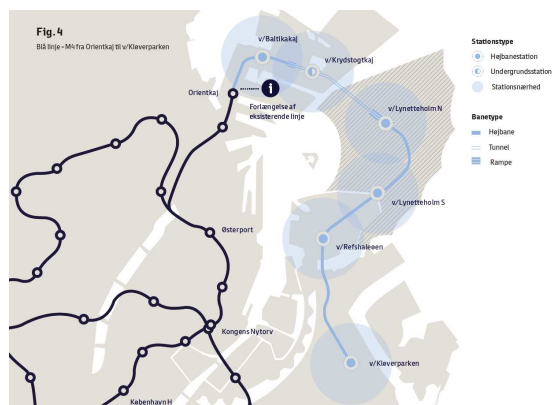 Fig. 4
Blå linje - M4 fra Orientkaj til v/Kløverparken
v/Baltikakaj
v/Krydstogtkaj
Orientkaj
i
Forlængelse af
eksisterende linje
v/Lynetteholm N
v/Lynetteholm S
Østerport
v/Refshaleøen
Kongens Nytorv
v/Kløverparken
København H
Stationstype
Højbanestation
Undergrundsstation
Stationsnærhed
Banetype
Højbane
Tunnel
Rampe